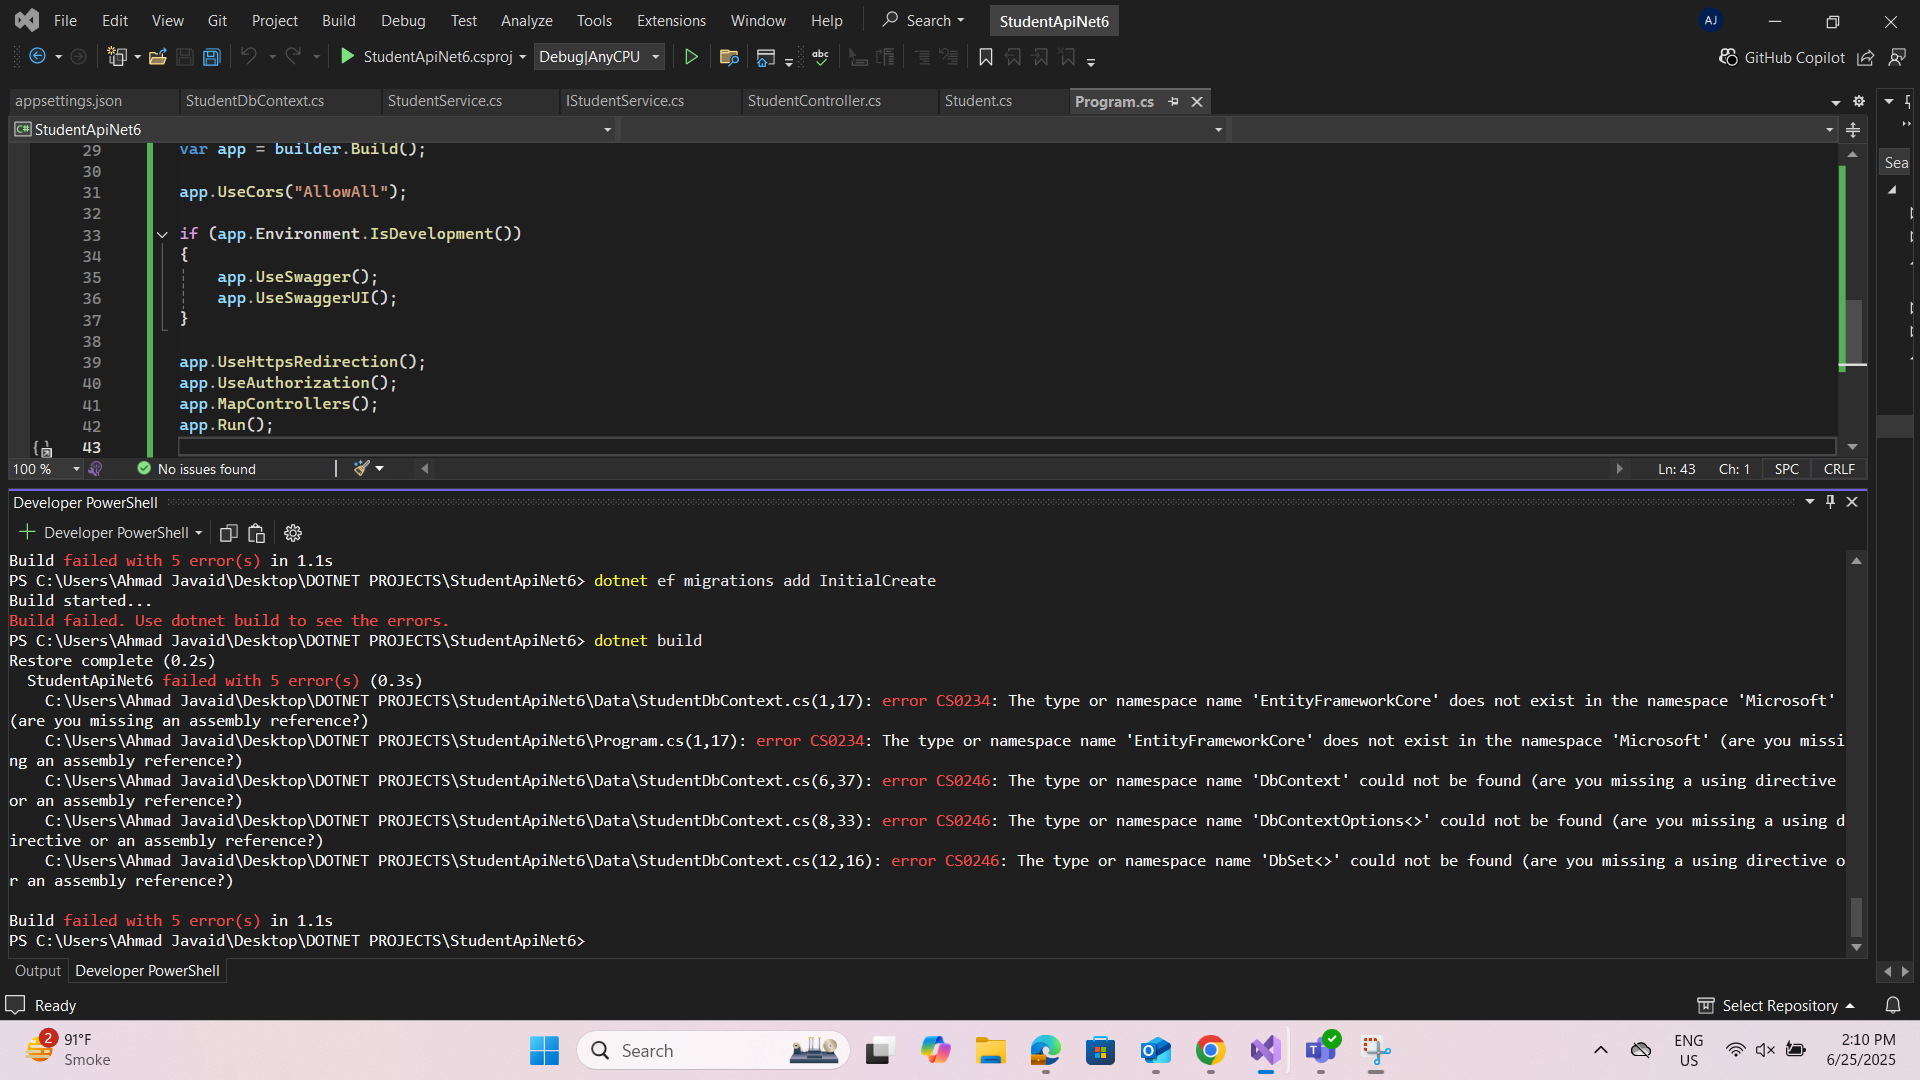 File Edit View Git Project Build Debug Test Analyze Tools Extensions Window Help Search StudentApiNet6 AJ
StudentApiNet6.csproj Debug|AnyCPU abc GitHub Copilot
appsettings.json StudentDbContext.cs StudentService.cs IStudentService.cs StudentController.cs Student.cs Program.cs
C# StudentApiNet6
29 var app = builder.Build();
30
31 app.UseCors("AllowAll");
32
33 if (app.Environment.IsDevelopment())
34 {
35 app.UseSwagger();
36 app.UseSwaggerUI();
37 }
38
39 app.UseHttpsRedirection();
40 app.UseAuthorization();
41 app.MapControllers();
42 app.Run();
43
Sea
100 % No issues found Ln: 43 Ch: 1 SPC CRLF
Developer PowerShell
Developer PowerShell
Build failed with 5 error(s) in 1.1s
PS C:\Users\Ahmad Javaid\Desktop\DOTNET PROJECTS\StudentApiNet6> dotnet ef migrations add InitialCreate
Build started...
Build failed. Use dotnet build to see the errors.
PS C:\Users\Ahmad Javaid\Desktop\DOTNET PROJECTS\StudentApiNet6> dotnet build
Restore complete (0.2s)
StudentApiNet6 failed with 5 error(s) (0.3s)
C:\Users\Ahmad Javaid\Desktop\DOTNET PROJECTS\StudentApiNet6\Data\StudentDbContext.cs(1,17): error CS0234: The type or namespace name 'EntityFrameworkCore' does not exist in the namespace 'Microsoft'
(are you missing an assembly reference?)
C:\Users\Ahmad Javaid\Desktop\DOTNET PROJECTS\StudentApiNet6\Program.cs(1,17): error CS0234: The type or namespace name 'EntityFrameworkCore' does not exist in the namespace 'Microsoft' (are you missi
ng an assembly reference?)
C:\Users\Ahmad Javaid\Desktop\DOTNET PROJECTS\StudentApiNet6\Data\StudentDbContext.cs(6,37): error CS0246: The type or namespace name 'DbContext' could not be found (are you missing a using directive
or an assembly reference?)
C:\Users\Ahmad Javaid\Desktop\DOTNET PROJECTS\StudentApiNet6\Data\StudentDbContext.cs(8,33): error CS0246: The type or namespace name 'DbContextOptions<>' could not be found (are you missing a using d
irective or an assembly reference?)
C:\Users\Ahmad Javaid\Desktop\DOTNET PROJECTS\StudentApiNet6\Data\StudentDbContext.cs(12,16): error CS0246: The type or namespace name 'DbSet<>' could not be found (are you missing a using directive o
r an assembly reference?)
Build failed with 5 error(s) in 1.1s
PS C:\Users\Ahmad Javaid\Desktop\DOTNET PROJECTS\StudentApiNet6>
Output Developer PowerShell
Ready Select Repository
2 91°F
Smoke
Search
ENG
US
2:10 PM
6/25/2025